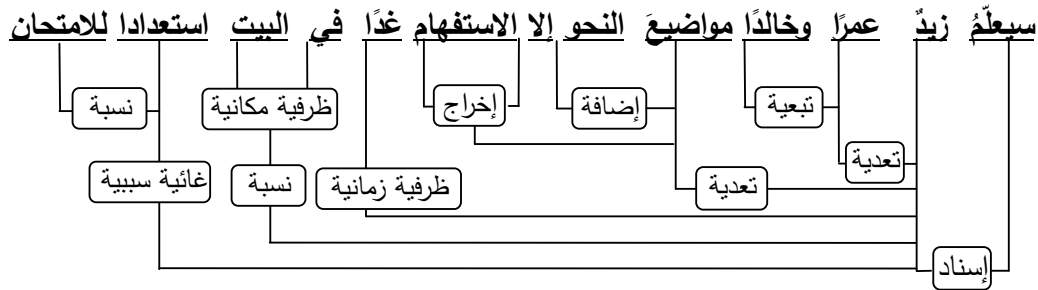 سيعلّمُ زيدٌ عمرًا وخالدًا مواضيعَ النحو إلا الاستفهام غدًا في البيت استعدادا للامتحان
تبعية إضافة إخراج ظرفية مكانية نسبة
تعدية
تعدية ظرفية زمانية نسبة غائية سببية
إسناد